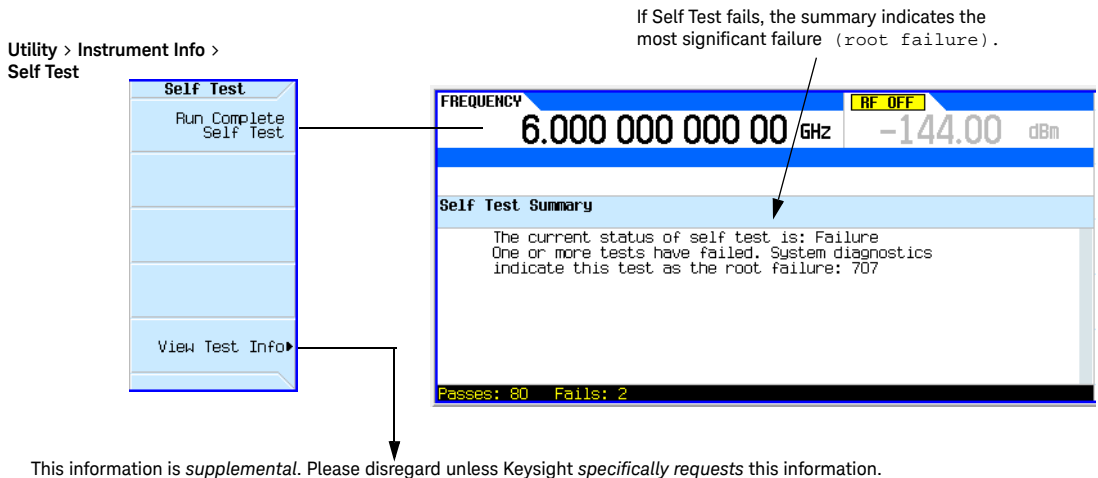 If Self Test fails, the summary indicates the
most significant failure (root failure).
Utility > Instrument Info >
Self Test
Self Test
Run Complete
Self Test
View Test Info
FREQUENCY
6.000 000 000 00 GHz
RF OFF
-144.00 dBm
Self Test Summary
The current status of self test is: Failure
One or more tests have failed. System diagnostics
indicate this test as the root failure: 707
Passes: 80 Fails: 2
This information is supplemental. Please disregard unless Keysight specifically requests this information.